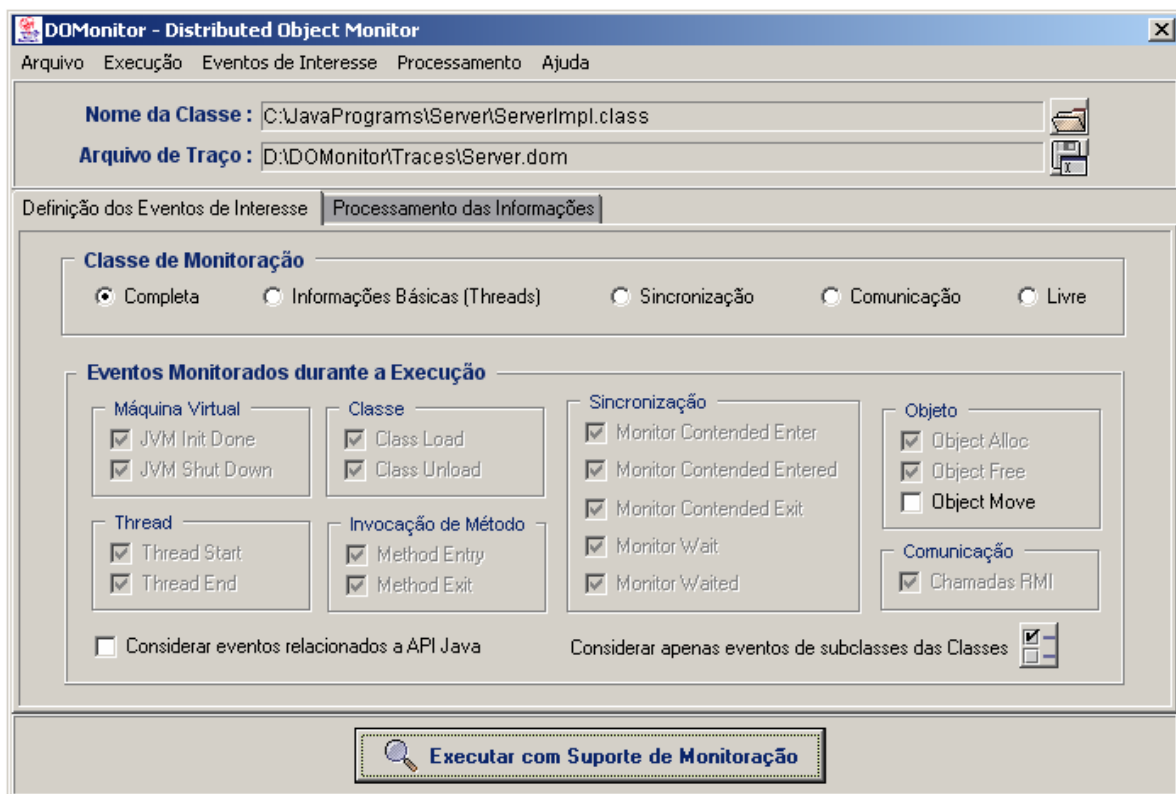 DOMonitor - Distributed Object Monitor
Arquivo Execução Eventos de Interesse Processamento Ajuda
Nome da Classe : C:\JavaPrograms\Server\ServerImpl.class
Arquivo de Traço : D:\DOMonitor\Traces\Server.dom
Definição dos Eventos de Interesse Processamento das Informações
Classe de Monitoração
Completa Informações Básicas (Threads) Sincronização Comunicação Livre
Eventos Monitorados durante a Execução
Máquina Virtual
JVM Init Done
JVM Shut Down
Classe
Class Load
Class Unload
Sincronização
Monitor Contended Enter
Monitor Contended Entered
Monitor Contended Exit
Monitor Wait
Monitor Waited
Objeto
Object Alloc
Object Free
Object Move
Thread
Thread Start
Thread End
Invocação de Método
Method Entry
Method Exit
Comunicação
Chamadas RMI
Considerar eventos relacionados a API Java
Considerar apenas eventos de subclasses das Classes
Executar com Suporte de Monitoração